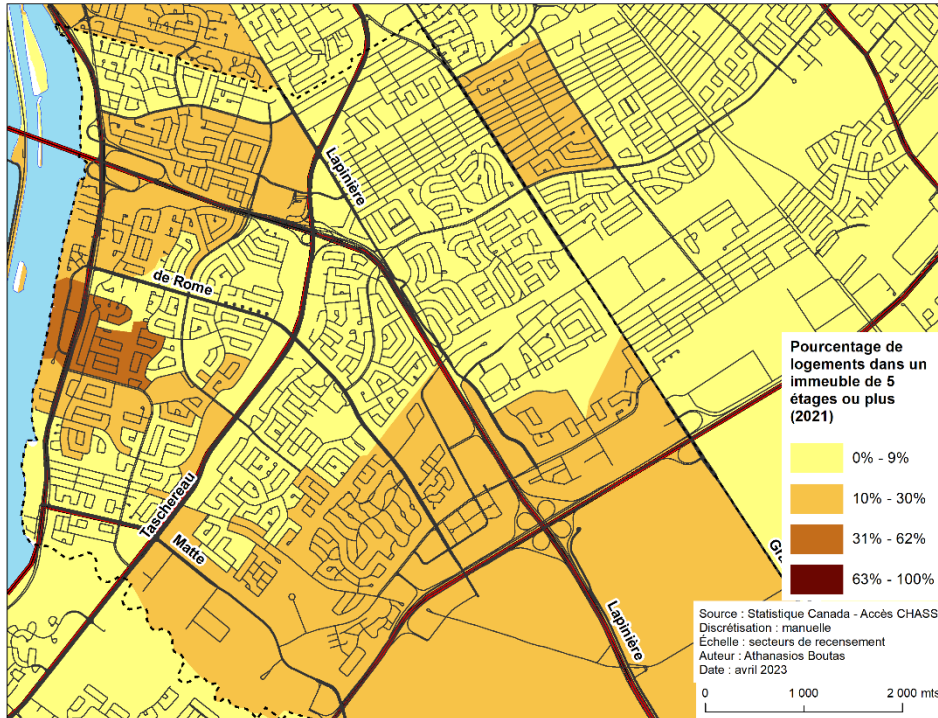 Lapinière
de Rome
Taschereau
Matte
Lapinière
Pourcentage de
logements dans un
immeuble de 5
étages ou plus
(2021)
0% - 9%
10% - 30%
31% - 62%
63% - 100%
Source : Statistique Canada - Accès CHASS
Discrétisation : manuelle
Échelle : secteurs de recensement
Auteur : Athanasios Boutas
Date : avril 2023
0 1 000 2 000 mts